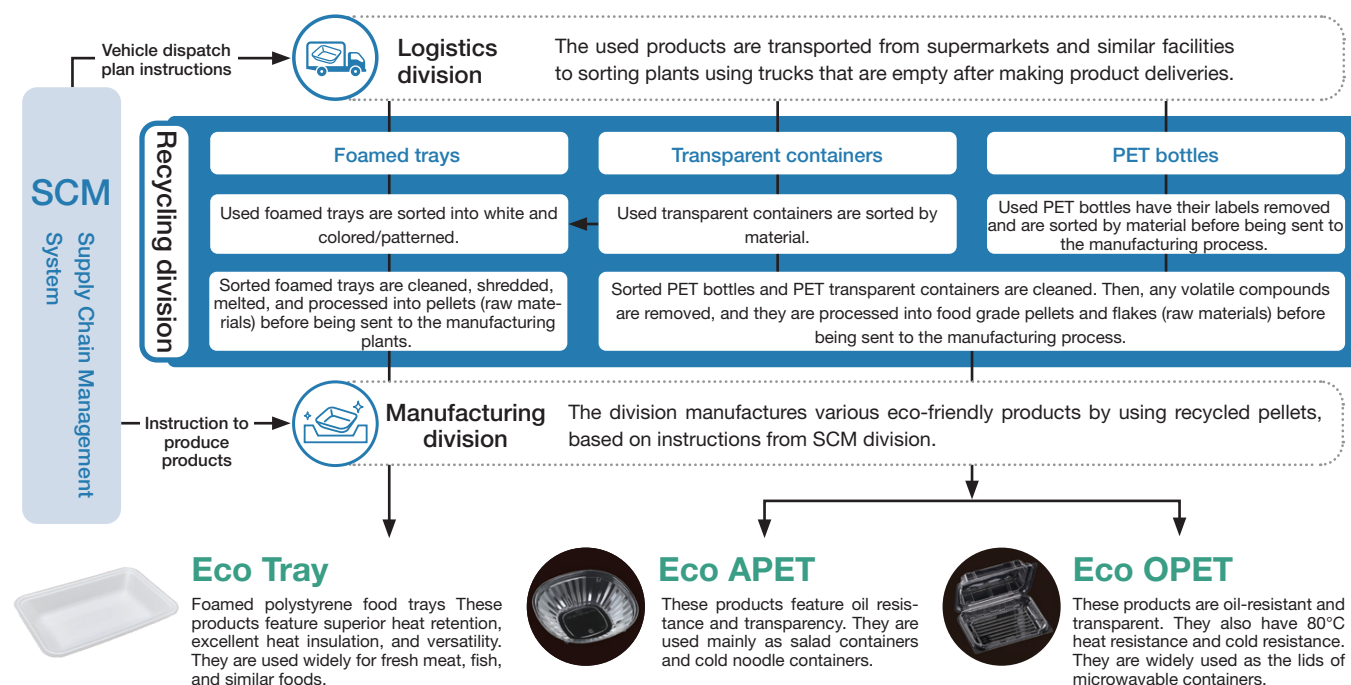 Vehicle dispatch
plan instructions
Logistics
division
The used products are transported from supermarkets and similar facilities
to sorting plants using trucks that are empty after making product deliveries.
SCM
Supply Chain Management
System
Recycling division
Foamed trays
Transparent containers
PET bottles
Used foamed trays are sorted into white and
colored/patterned.
Used transparent containers are sorted by
material.
Used PET bottles have their labels removed
and are sorted by material before being sent to
the manufacturing process.
Sorted foamed trays are cleaned, shredded,
melted, and processed into pellets (raw mate-
rials) before being sent to the manufacturing
plants.
Sorted PET bottles and PET transparent containers are cleaned. Then, any volatile compounds
are removed, and they are processed into food grade pellets and flakes (raw materials) before
being sent to the manufacturing process.
Instruction to
produce
products
Manufacturing
division
The division manufactures various eco-friendly products by using recycled pellets,
based on instructions from SCM division.
Eco Tray
Foamed polystyrene food trays These
products feature superior heat retention,
excellent heat insulation, and versatility.
They are used widely for fresh meat, fish,
and similar foods.
Eco APET
These products feature oil resis-
tance and transparency. They are
used mainly as salad containers
and cold noodle containers.
Eco OPET
These products are oil-resistant and
transparent. They also have 80°C
heat resistance and cold resistance.
They are widely used as the lids of
microwavable containers.